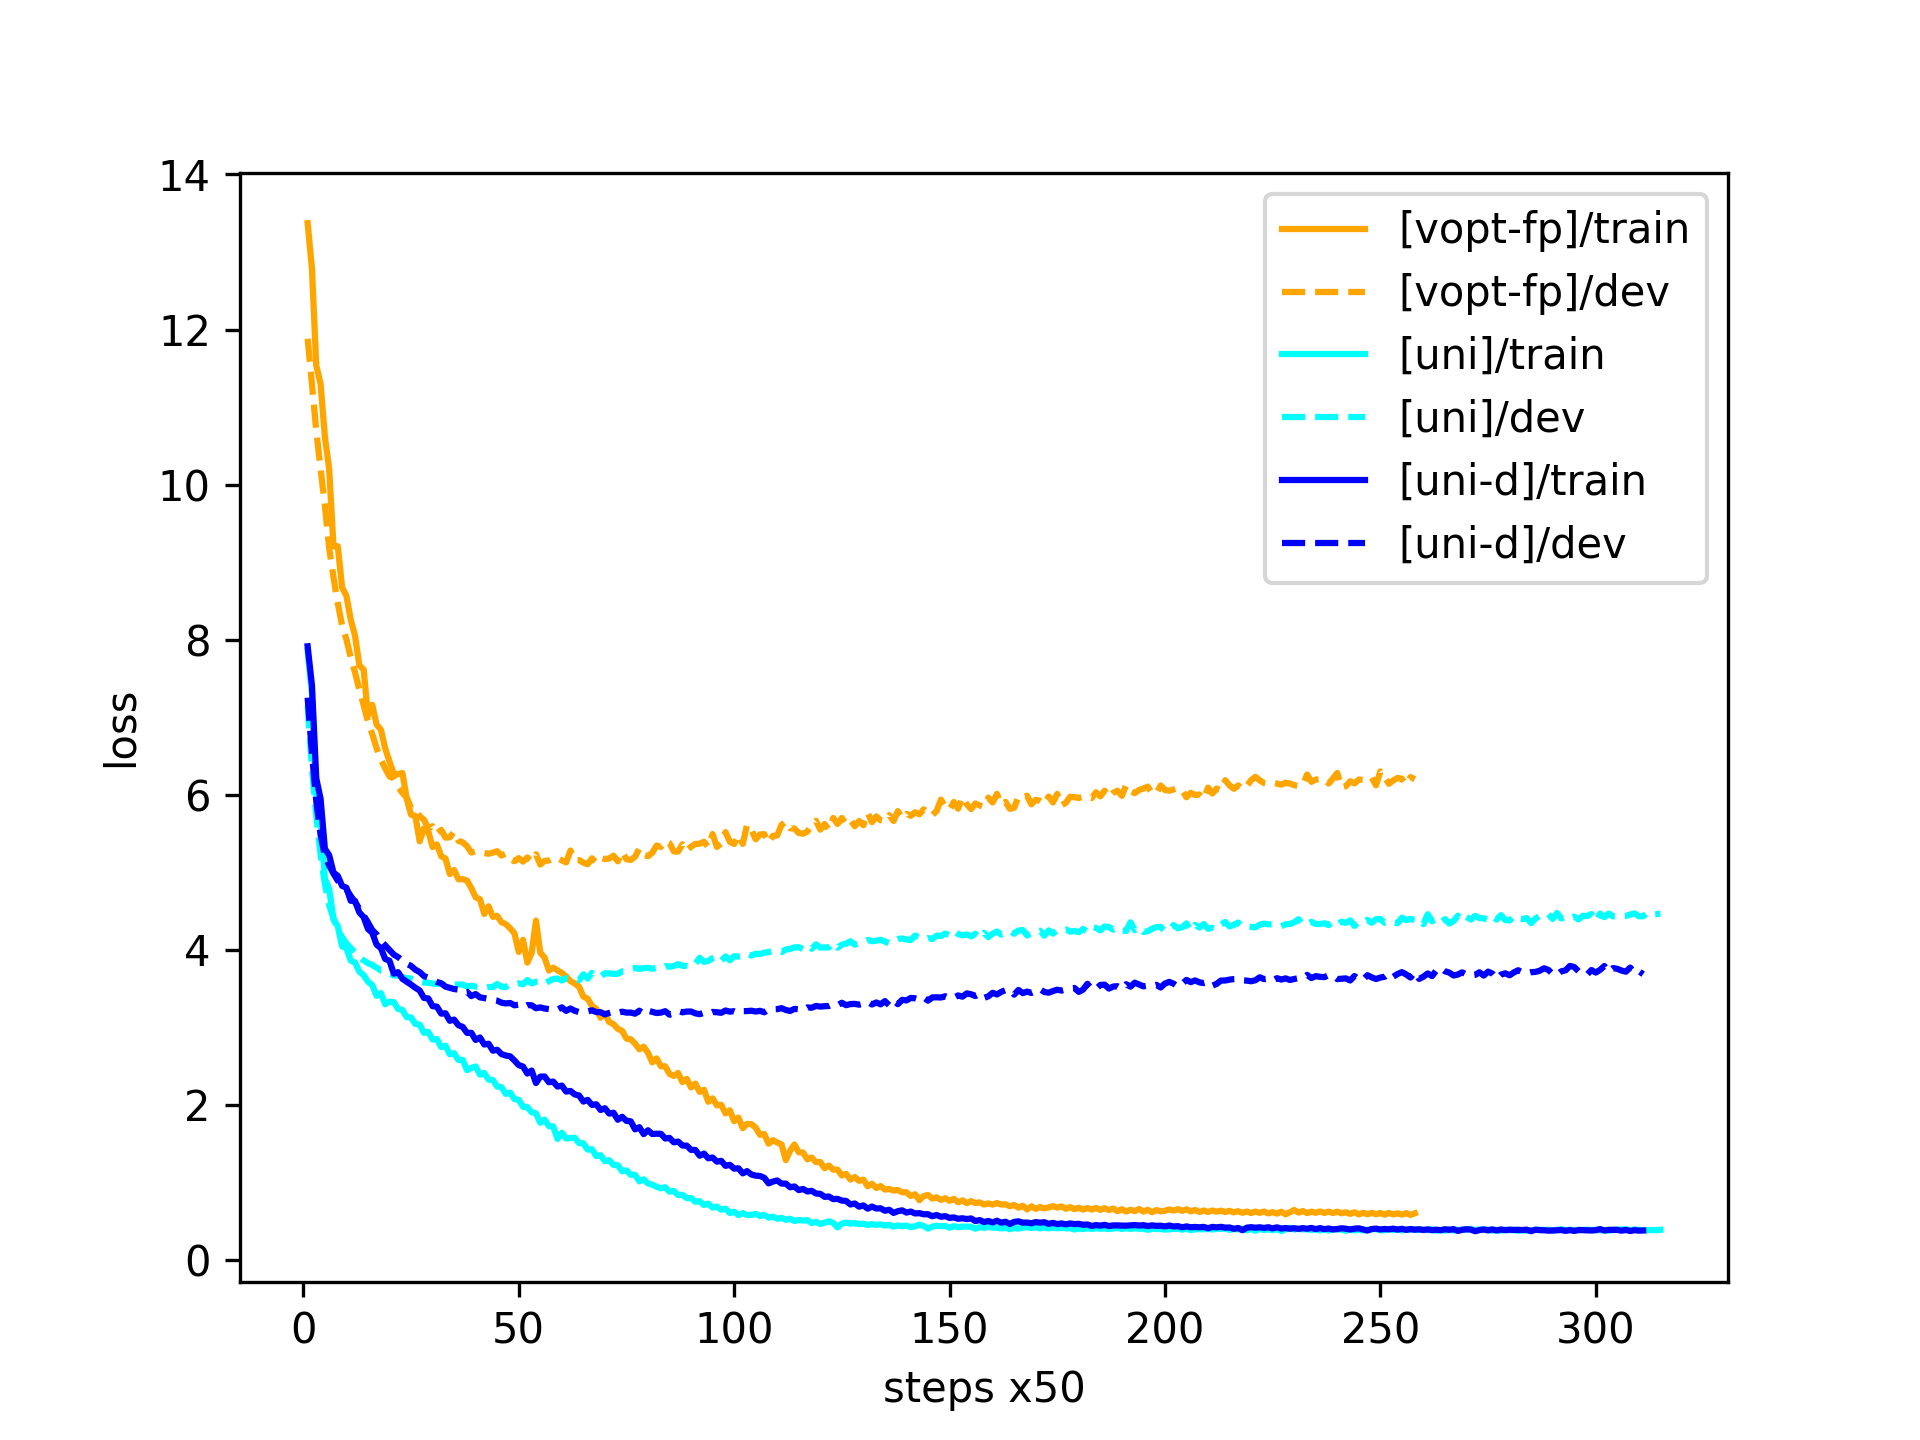 14
12
10
8
6
4
2
0
loss
[vopt-fp]/train
[vopt-fp]/dev
[uni]/train
[uni]/dev
[uni-d]/train
[uni-d]/dev
0 50 100 150 200 250 300
steps x50